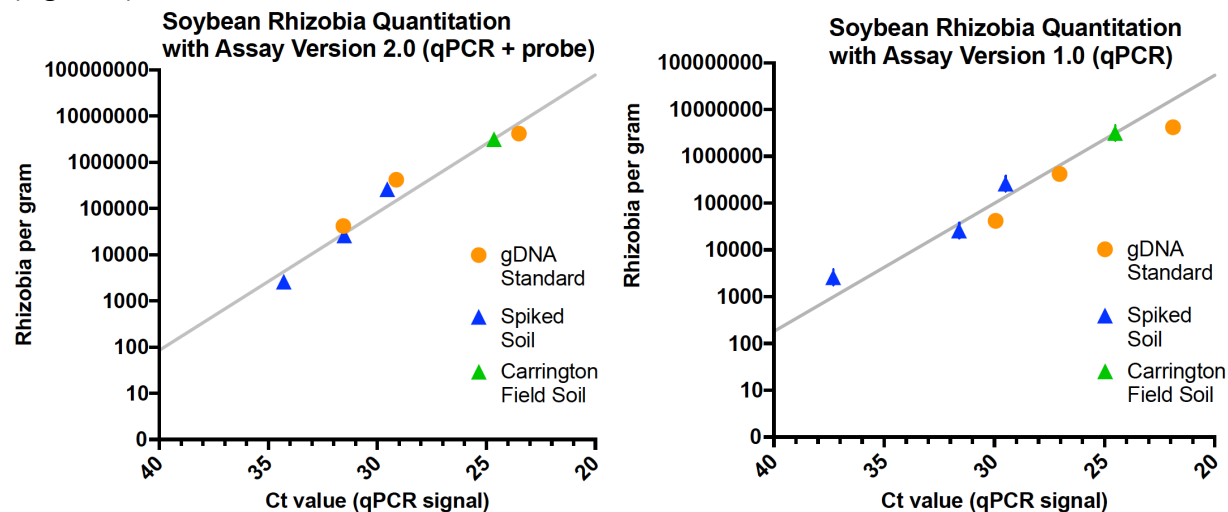 Soybean Rhizobia Quantitation
with Assay Version 2.0 (qPCR + probe)
100000000
10000000
1000000
100000
10000
1000
100
10
0
Rhizobia per gram
40
35
30
25
20
Ct value (qPCR signal)
gDNA
Standard
Spiked
Soil
Carrington
Field Soil
Soybean Rhizobia Quantitation
with Assay Version 1.0 (qPCR)
100000000
10000000
1000000
100000
10000
1000
100
10
0
Rhizobia per gram
40
35
30
25
20
Ct value (qPCR signal)
gDNA
Standard
Spiked
Soil
Carrington
Field Soil